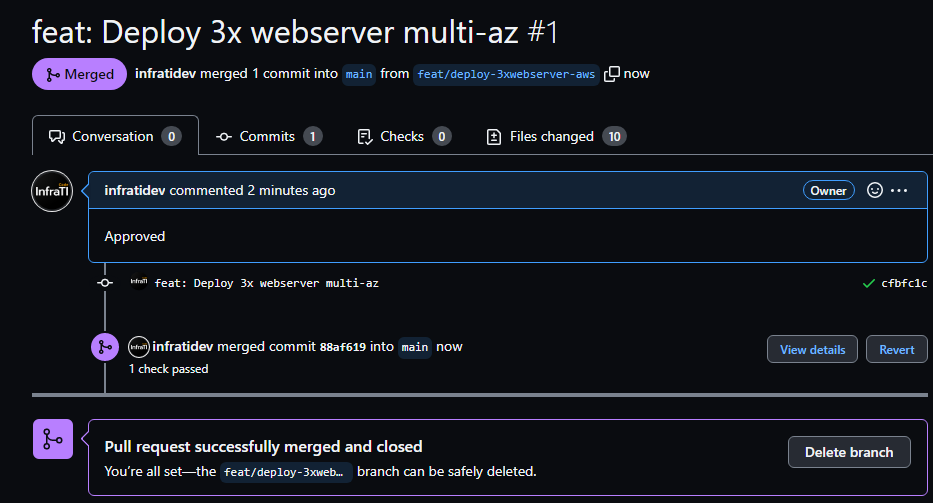 feat: Deploy 3x webserver multi-az #1
Merged infratidev merged 1 commit into main from feat/deploy-3xwebserver-aws now
Conversation 0 Commits 1 Checks 0 Files changed 10
InfraTI Code
infratidev commented 2 minutes ago Owner
Approved
InfraTI feat: Deploy 3x webserver multi-az cfbfc1c
InfraTI infratidev merged commit 88af619 into main now View details Revert
1 check passed
Pull request successfully merged and closed
You’re all set—the feat/deploy-3xweb… branch can be safely deleted. Delete branch